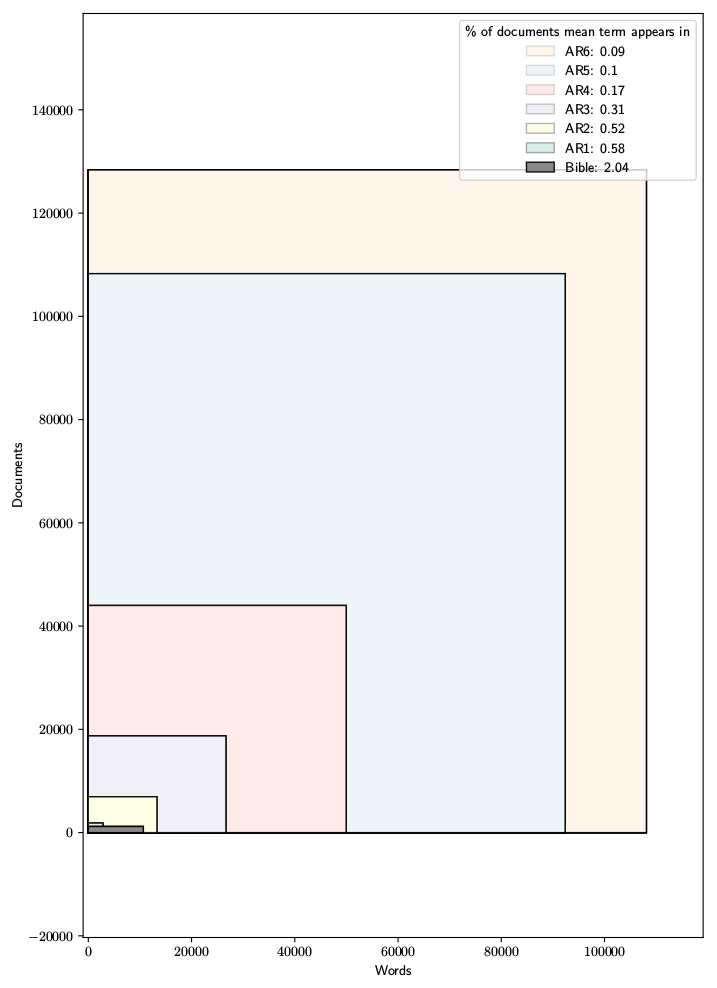 % of documents mean term appears in
AR6: 0.09
AR5: 0.1
AR4: 0.17
AR3: 0.31
AR2: 0.52
AR1: 0.58
Bible: 2.04
140000
120000
100000
80000
60000
40000
20000
0
−20000
Documents
0 20000 40000 60000 80000 100000
Words